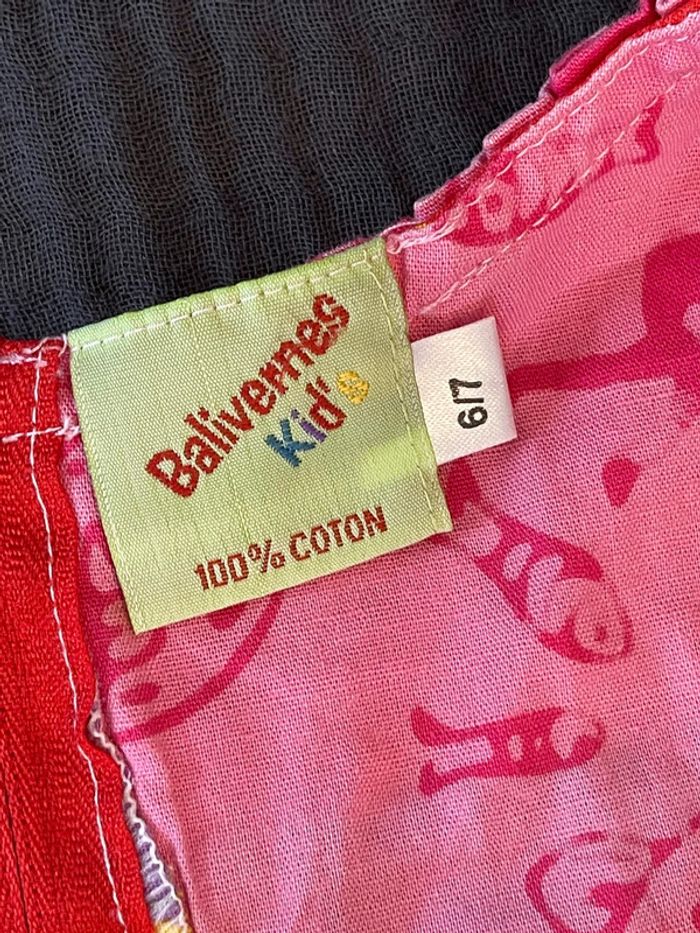 Balivernes
Kid's
100% COTON
6/7